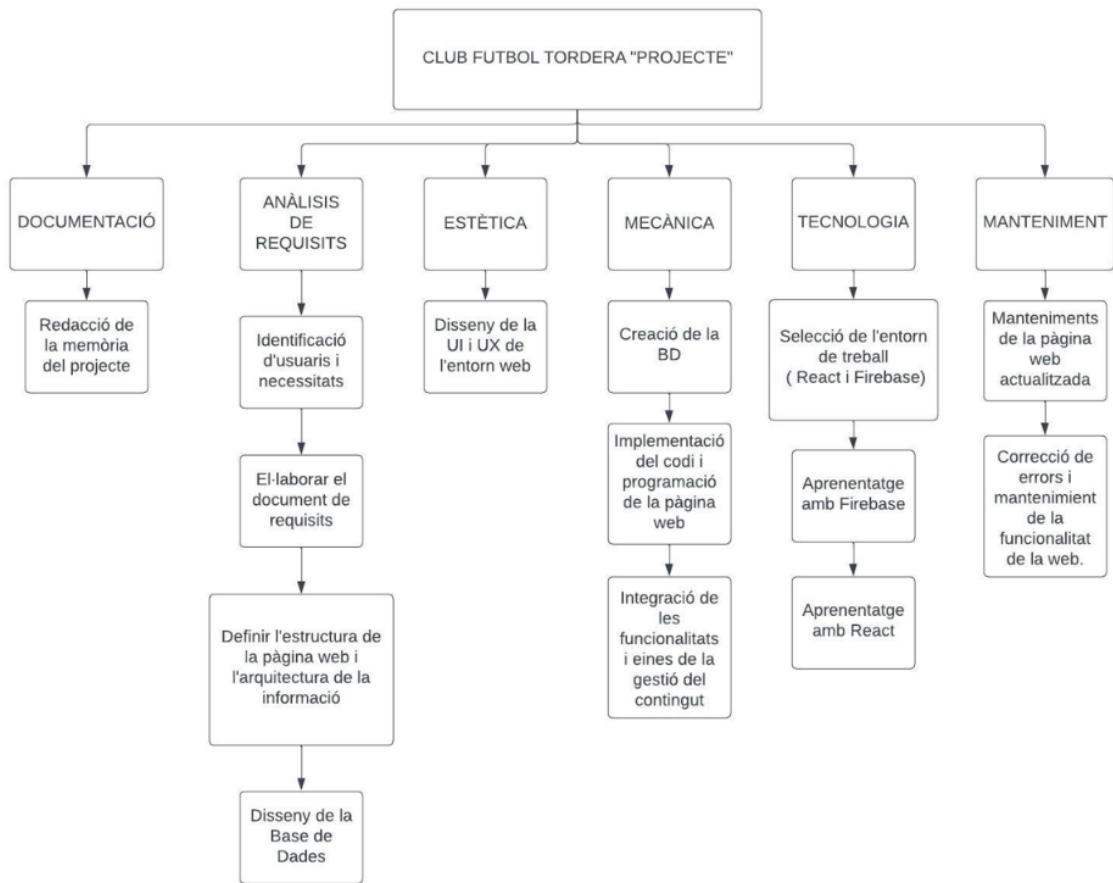 CLUB FUTBOL TORDERA "PROJECTE"
DOCUMENTACIÓ
Redacció de
la memòria
del projecte
ANÀLISIS
DE
REQUISITS
Identificació
d'usuaris i
necessitats
El·laborar el
document de
requisits
Definir l'estructura de
la pàgina web i
l'arquitectura de la
informació
Disseny de la
Base de
Dades
ESTÈTICA
Disseny de la
UI i UX de
l'entorn web
MECÀNICA
Creació de la
BD
Implementació
del codi i
programació
de la pàgina
web
Integració de
les
funcionalitats
i eines de la
gestió del
contingut
TECNOLOGIA
Selecció de l'entorn
de treball
( React i Firebase)
Aprenentatge
amb Firebase
Aprenentatge
amb React
MANTENIMENT
Manteniments
de la pàgina
web
actualitzada
Correcció de
errors i
mantenimient
de la
funcionalitat
de la web.